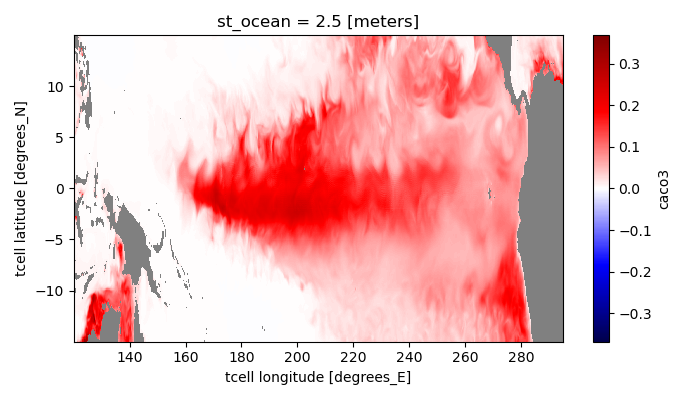 st_ocean = 2.5 [meters]
10
5
0
−5
−10
tcell latitude [degrees_N]
140 160 180 200 220 240 260 280
tcell longitude [degrees_E]
0.3
0.2
0.1
0.0
−0.1
−0.2
−0.3
caco3